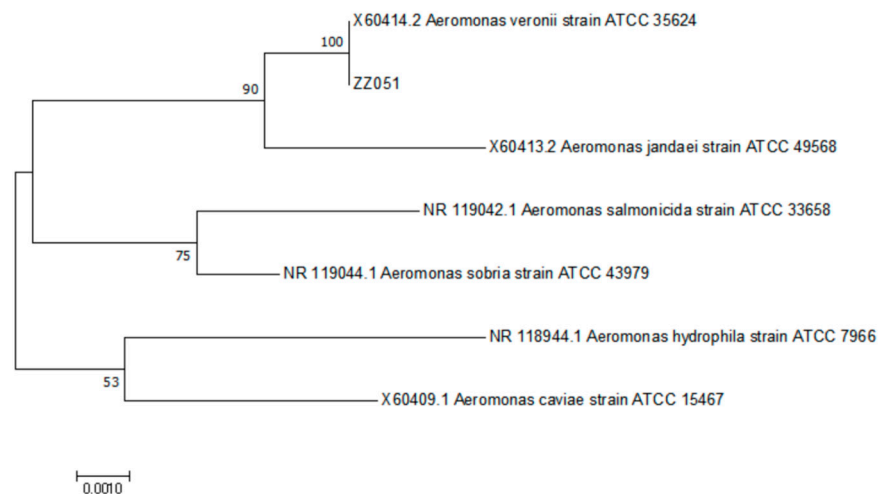 X60414.2 Aeromonas veronii strain ATCC 35624
100
ZZ051
90
X60413.2 Aeromonas jandaei strain ATCC 49568
NR 119042.1 Aeromonas salmonicida strain ATCC 33658
75
NR 119044.1 Aeromonas sobria strain ATCC 43979
NR 118944.1 Aeromonas hydrophila strain ATCC 7966
53
X60409.1 Aeromonas caviae strain ATCC 15467
0.0010